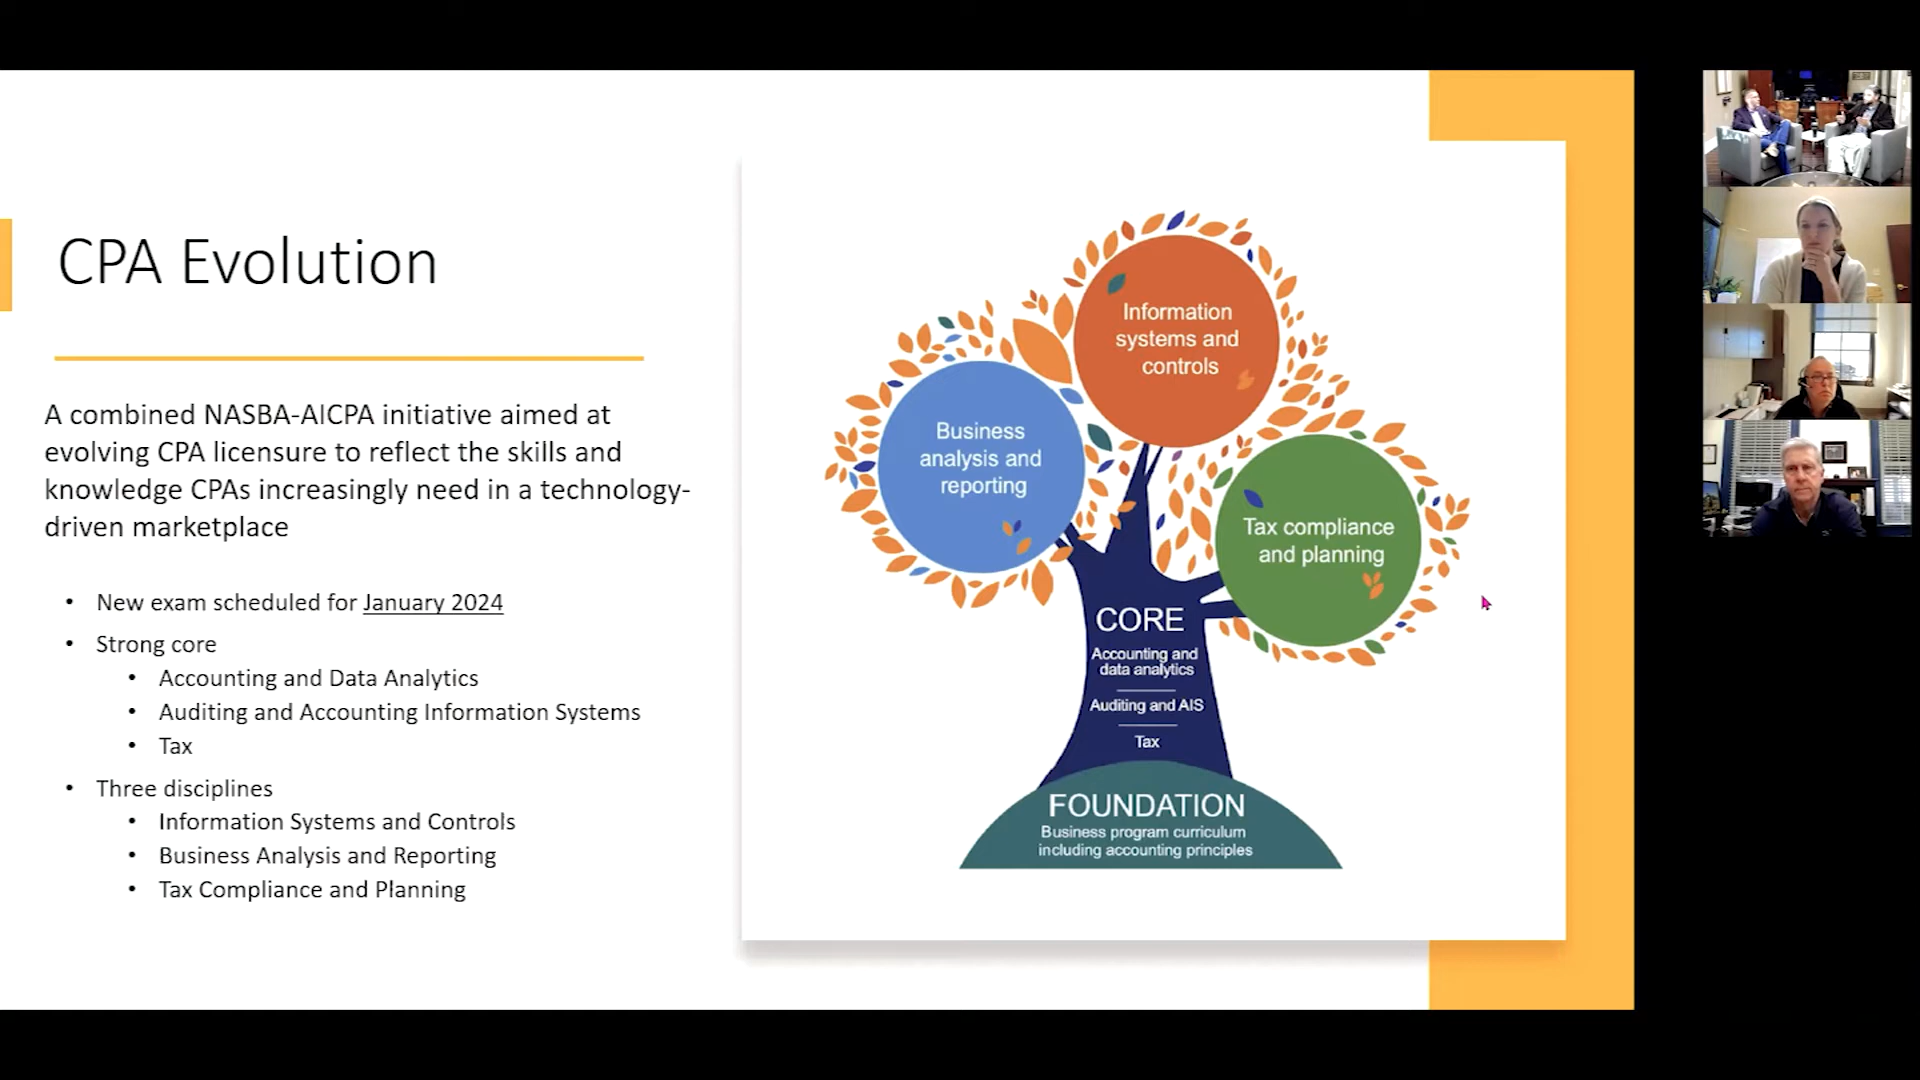 CPA Evolution
A combined NASBA-AICPA initiative aimed at
evolving CPA licensure to reflect the skills and
knowledge CPAs increasingly need in a technology-
driven marketplace
• New exam scheduled for January 2024
• Strong core
• Accounting and Data Analytics
• Auditing and Accounting Information Systems
• Tax
• Three disciplines
• Information Systems and Controls
• Business Analysis and Reporting
• Tax Compliance and Planning
Information
systems and
controls
Business
analysis and
reporting
Tax compliance
and planning
CORE
Accounting and
data analytics
Auditing and AIS
Tax
FOUNDATION
Business program curriculum
including accounting principles